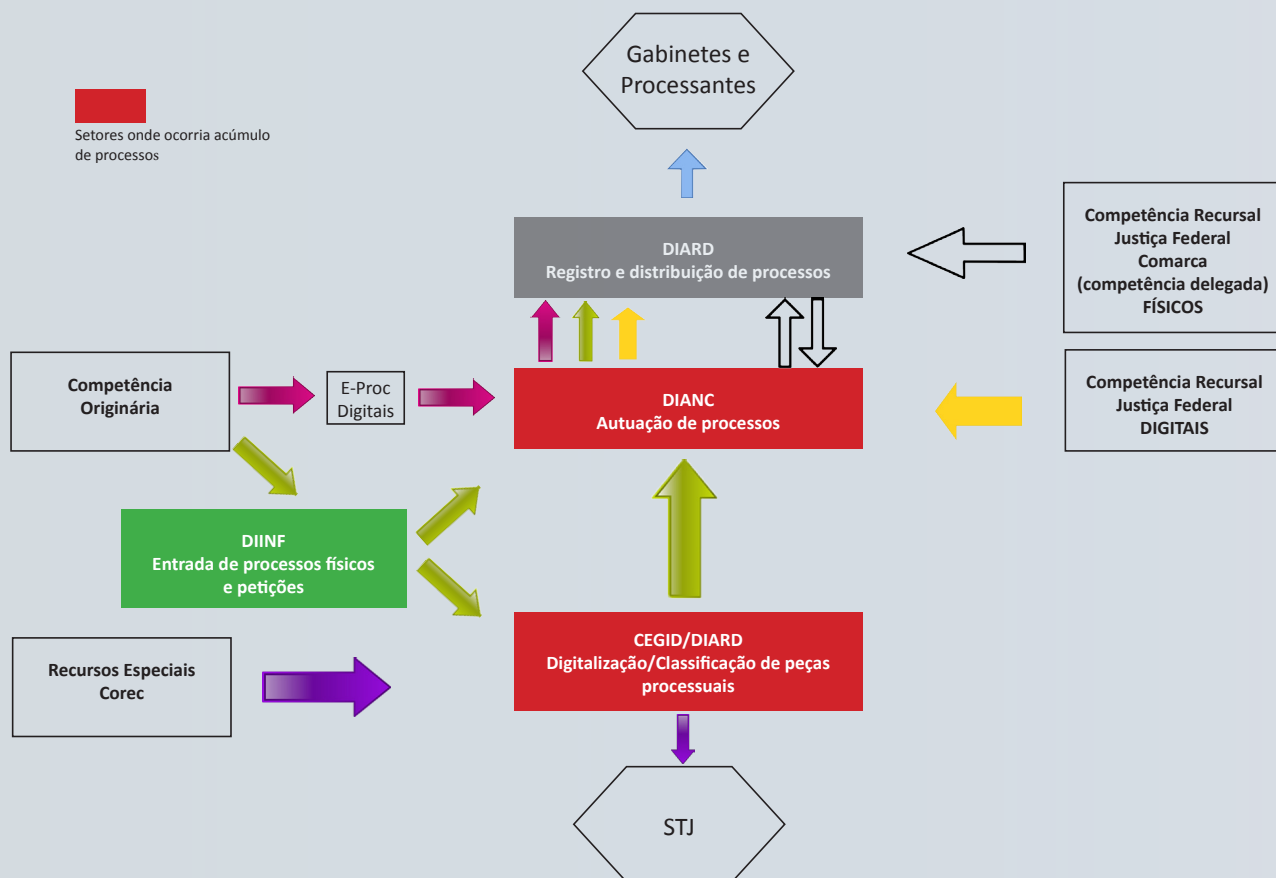 Gabinetes e
Processantes
Setores onde ocorria acúmulo
de processos
DIARD
Registro e distribuição de processos
Competência Recursal
Justiça Federal
Comarca
(competência delegada)
FÍSICOS
Competência
Originária
E-Proc
Digitais
DIANC
Autuação de processos
Competência Recursal
Justiça Federal
DIGITAIS
DIINF
Entrada de processos físicos
e petições
CEGID/DIARD
Digitalização/Classificação de peças
processuais
Recursos Especiais
Corec
STJ